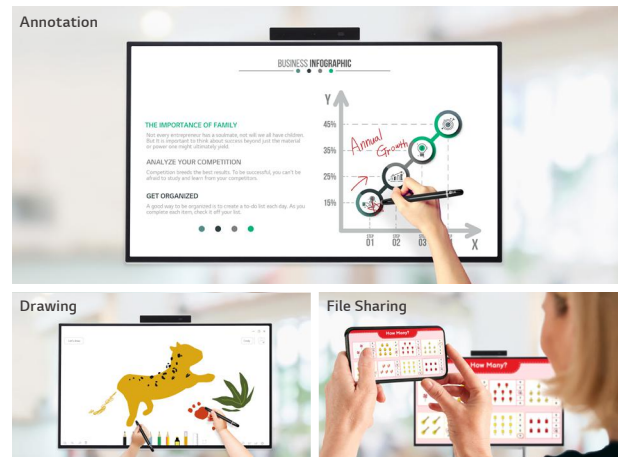 Annotation
BUSINESS INFOGRAPHIC
Y
THE IMPORTANCE OF FAMILY
Not every entrepreneur has a soulmate, not will we all have children.
But it is important to think about success beyond just the material
or power one might ultimately yield
ANALYZE YOUR COMPETITION
Competition breeds the best results. To be successful, you can't be
afraid to study and learn from your competitors.
GET ORGANIZED
A good way to be organized is to create a to-do list each day. As you
complete each item, check it off your list.
45%
35%
25%
15%
Annual
Growth
STEP STEP STEP
01 02 03
X
Drawing
File Sharing
How Many?
How Many?